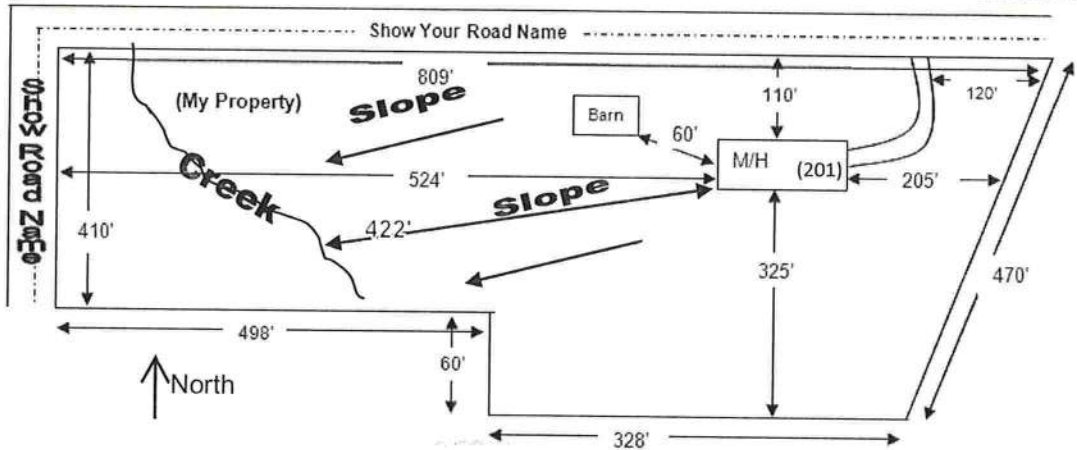 Show Your Road Name
809'
(My Property)
Slope
110'
120'
Barn
60'
M/H (201)
Show Road Name
Creek
524'
205'
Slope
410'
422'
325'
470'
498'
60'
North
328'